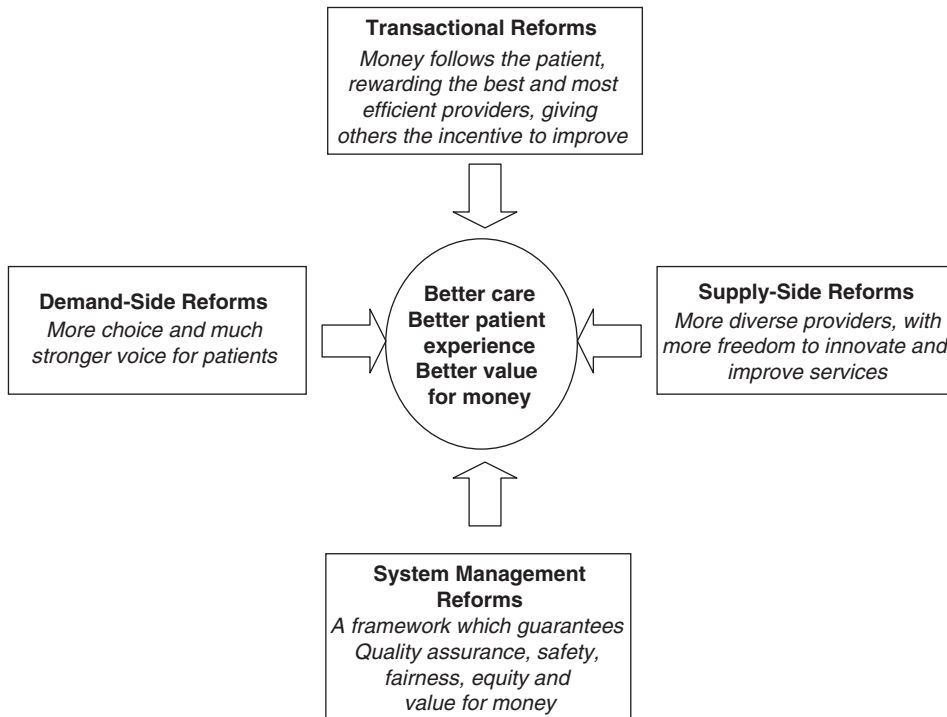 Transactional Reforms
Money follows the patient,
rewarding the best and most
efficient providers, giving
others the incentive to improve
Demand-Side Reforms
More choice and much
stronger voice for patients
Better care
Better patient
experience
Better value
for money
Supply-Side Reforms
More diverse providers, with
more freedom to innovate and
improve services
System Management
Reforms
A framework which guarantees
Quality assurance, safety,
fairness, equity and
value for money